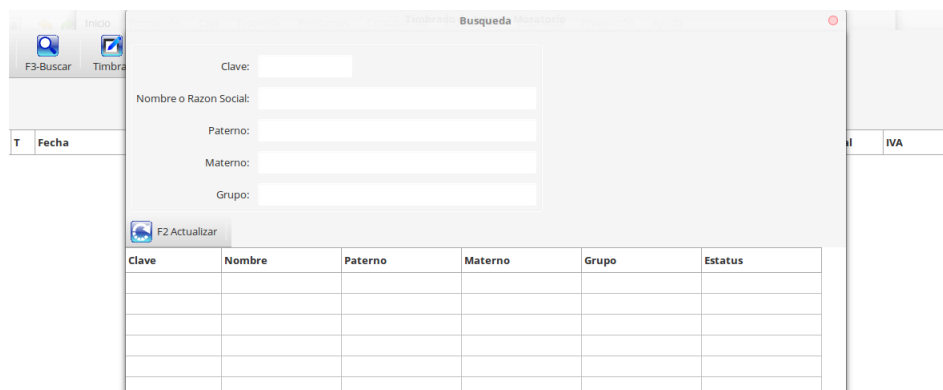 Inicio
Busqueda
F3-Buscar
Timbra
Clave:
Nombre o Razon Social:
Paterno:
Materno:
Grupo:
T Fecha
al IVA
F2 Actualizar
Clave Nombre Paterno Materno Grupo Estatus